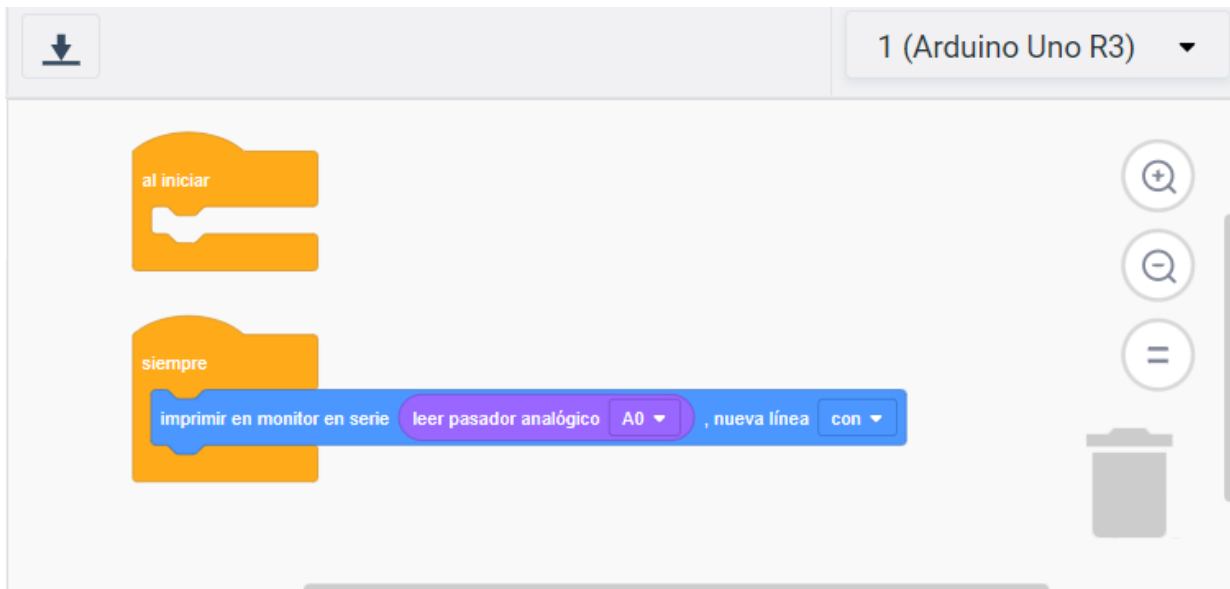 1 (Arduino Uno R3)
al iniciar
siempre
imprimir en monitor en serie leer pasador analógico A0 , nueva línea con